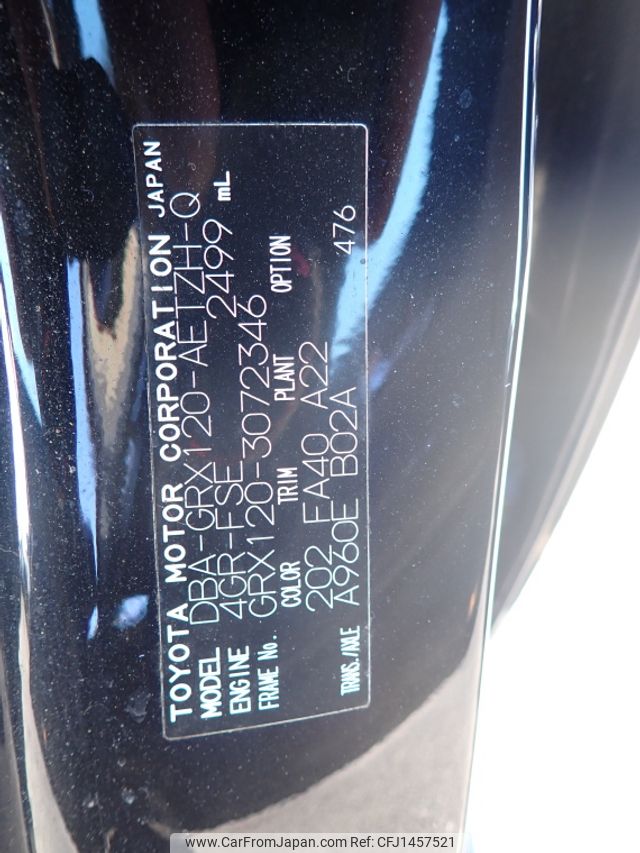 TOYOTA MOTOR CORPORATION JAPAN
MODEL DBA-GRX120-AETZH-Q
ENGINE 4GR-FSE 2499 mL
FRAME No. GRX120-3072346
COLOR TRIM PLANT OPTION
202 FA40 A22 476
TRANS./AXLE A960E B02A
www.CarFromJapan.com Ref:CFJ1457521